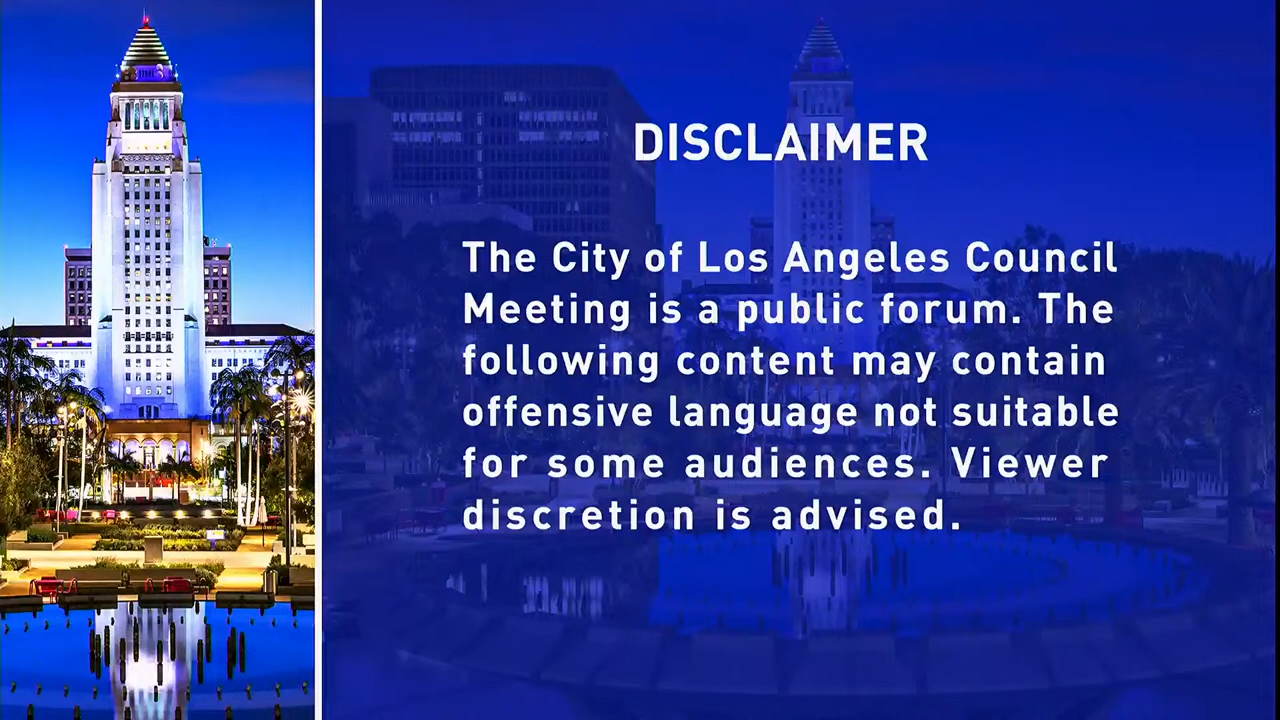 DISCLAIMER
The City of Los Angeles Council
Meeting is a public forum. The
following content may contain
offensive language not suitable
for some audiences. Viewer
discretion is advised.